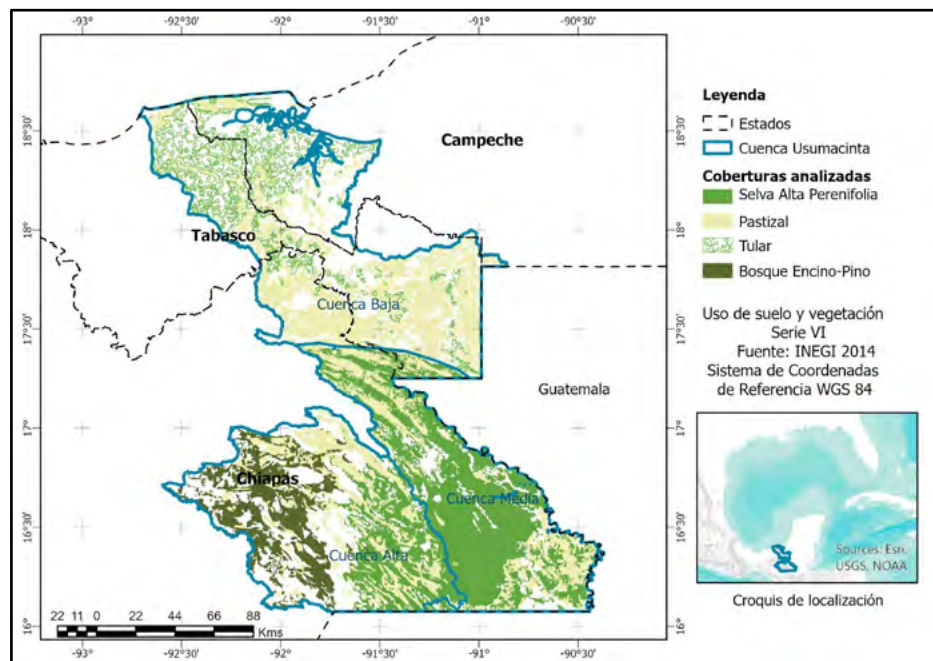 -93° -92°30' -92° -91°30' -91° -90°30'
18°30'
18°
17°30'
17°
16°30'
16°
18°30'
18°
17°30'
17°
16°30'
16°
Campeche
Tabasco
Cuenca Baja
Guatemala
Chiapas
Cuenca Media
Cuenca Alta
22 11 0 22 44 66 88
Kms
-93° -92°30' -92° -91°30' -91° -90°30'
Leyenda
Estados
Cuenca Usumacinta
Coberturas analizadas
Selva Alta Perenifolia
Pastizal
Tular
Bosque Encino-Pino
Uso de suelo y vegetación
Serie VI
Fuente: INEGI 2014
Sistema de Coordenadas
de Referencia WGS 84
Sources: Esri,
USGS, NOAA
Croquis de localización